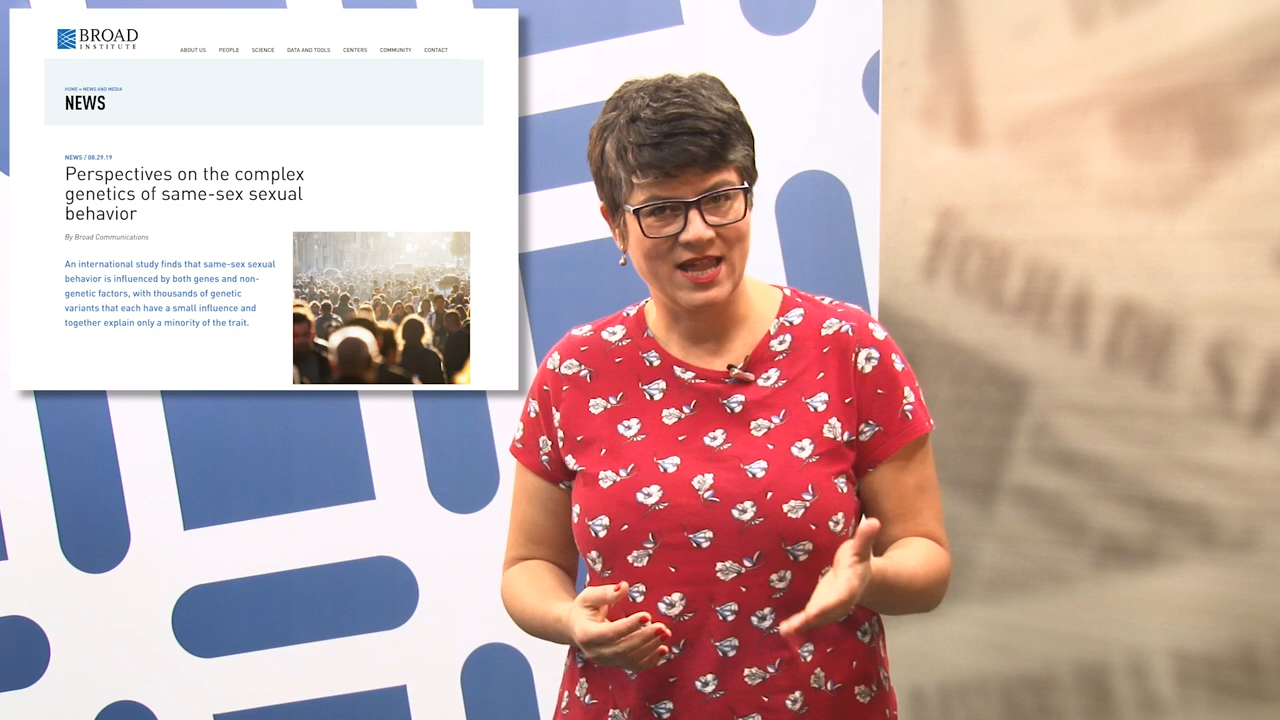 BROAD
INSTITUTE
ABOUT US PEOPLE SCIENCE DATA AND TOOLS CENTERS COMMUNITY CONTACT
HOME » NEWS AND MEDIA
NEWS
NEWS / 08.29.19
Perspectives on the complex
genetics of same-sex sexual
behavior
By Broad Communications
An international study finds that same-sex sexual
behavior is influenced by both genes and non-
genetic factors, with thousands of genetic
variants that each have a small influence and
together explain only a minority of the trait.